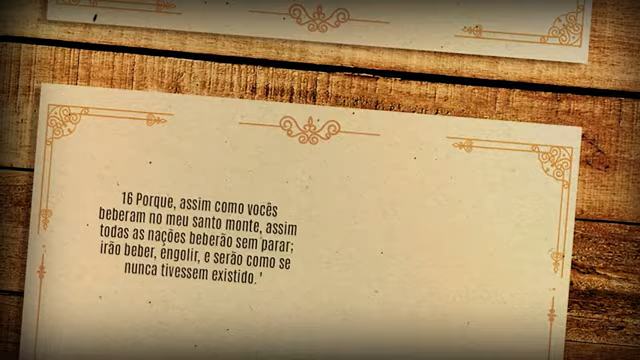 16 Porque, assim como vocês
beberam no meu santo monte, assim
todas as nações beberão sem parar;
irão beber, engolir, e serão como se
nunca tivessem existido. '